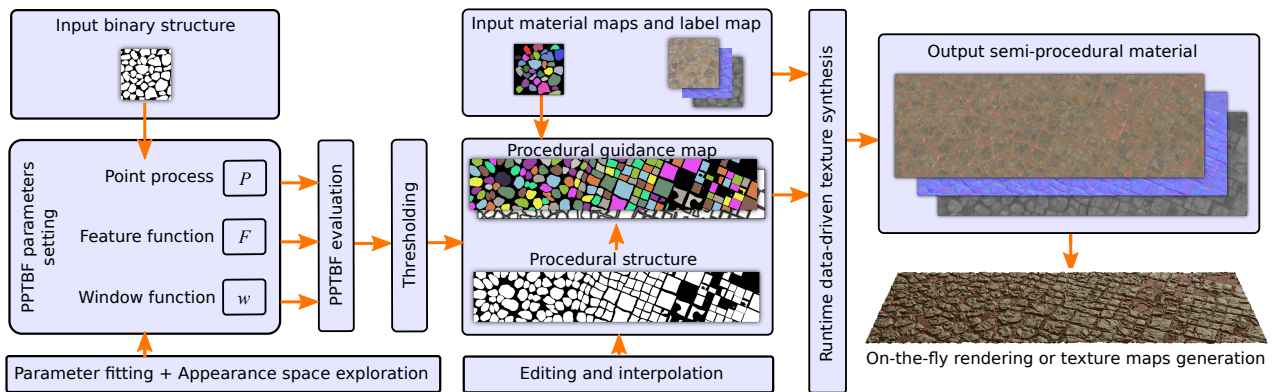 Input binary structure
PPTBF parameters
setting
Point process
P
Feature function
F
Window function
w
Parameter fitting + Appearance space exploration
PPTBF evaluation
Thresholding
Input material maps and label map
Procedural guidance map
Procedural structure
Editing and interpolation
Runtime data-driven texture synthesis
Output semi-procedural material
On-the-fly rendering or texture maps generation